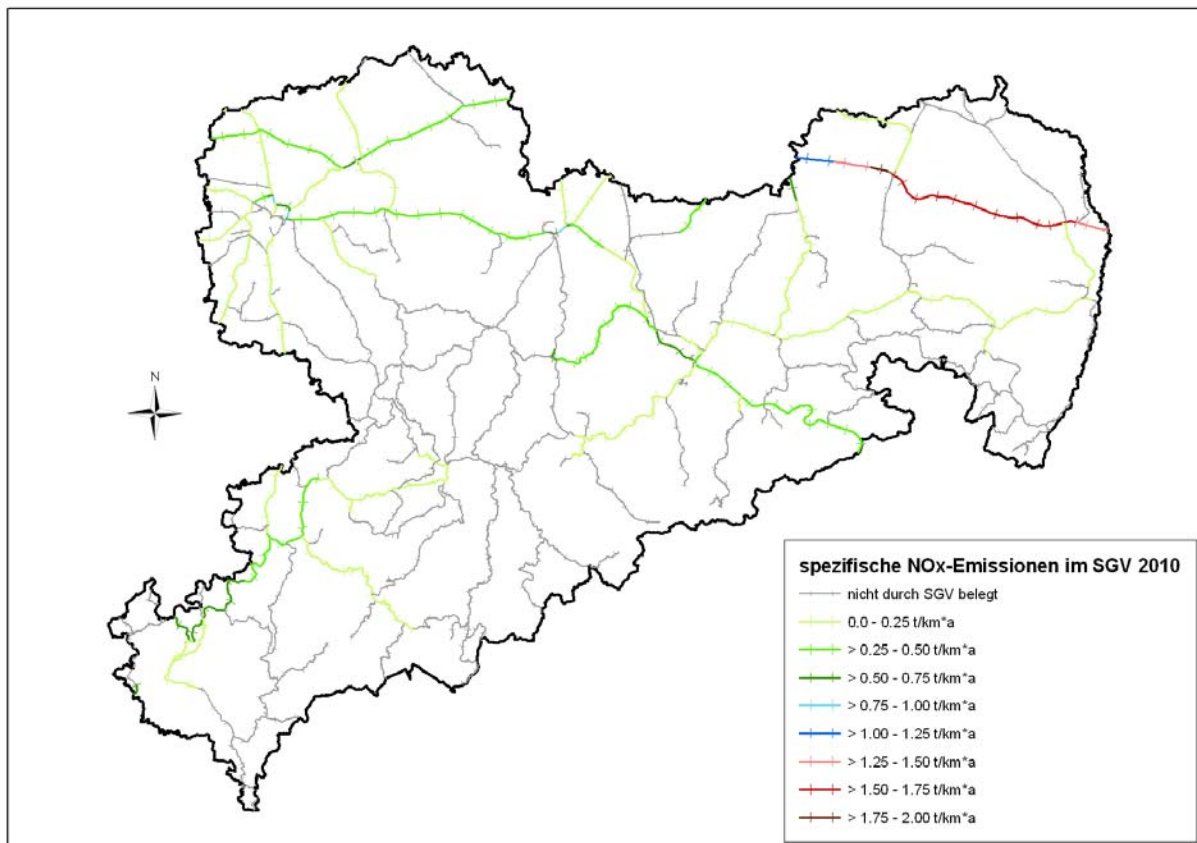 N
spezifische NOx-Emissionen im SGV 2010
nicht durch SGV belegt
0.0 - 0.25 t/km*a
> 0.25 - 0.50 t/km*a
> 0.50 - 0.75 t/km*a
> 0.75 - 1.00 t/km*a
> 1.00 - 1.25 t/km*a
> 1.25 - 1.50 t/km*a
> 1.50 - 1.75 t/km*a
> 1.75 - 2.00 t/km*a